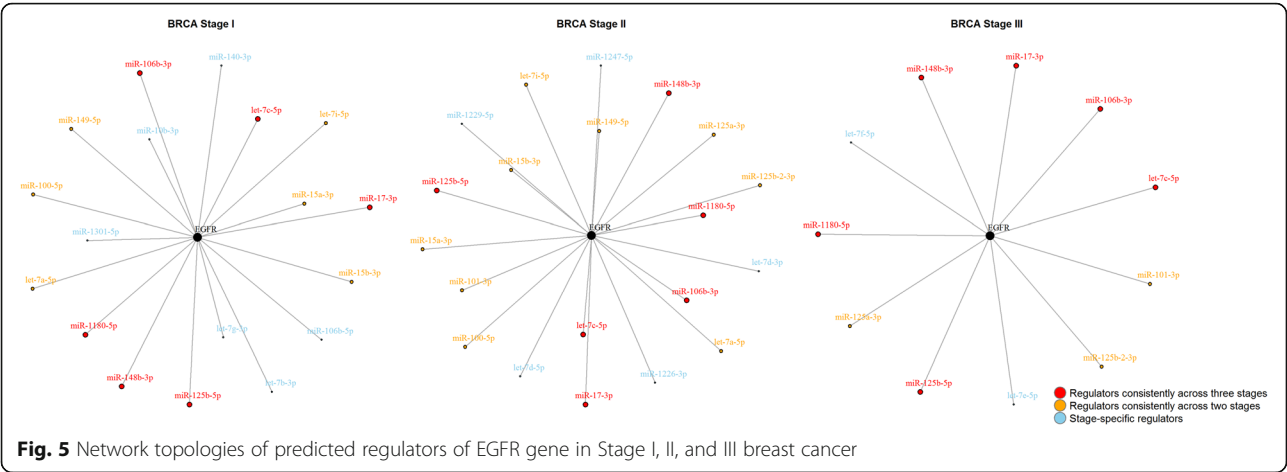 BRCA Stage I
BRCA Stage II
BRCA Stage III
miR-106b-3p
miR-140-3p
let-7c-5p
let-7i-5p
miR-149-5p
miR-100-5p
miR-15a-3p
miR-17-3p
EGFR
miR-1301-5p
let-7a-5p
miR-15b-3p
miR-1180-5p
miR-106b-5p
miR-148b-3p
let-7b-3p
miR-125b-5p
miR-1247-5p
let-7i-5p
miR-148b-3p
miR-1229-5p
miR-149-5p
miR-125a-3p
miR-15b-3p
miR-125b-5p
miR-125b-2-3p
miR-1180-5p
EGFR
miR-15a-3p
let-7d-3p
miR-101-3p
miR-106b-3p
let-7c-5p
miR-100-5p
let-7a-5p
let-7d-5p
miR-1226-3p
miR-17-3p
miR-17-3p
miR-148b-3p
miR-106b-3p
let-7f-5p
let-7c-5p
miR-1180-5p
EGFR
miR-101-3p
miR-125a-3p
miR-125b-2-3p
miR-125b-5p
let-7e-5p
Regulators consistently across three stages
Regulators consistently across two stages
Stage-specific regulators
Fig. 5 Network topologies of predicted regulators of EGFR gene in Stage I, II, and III breast cancer